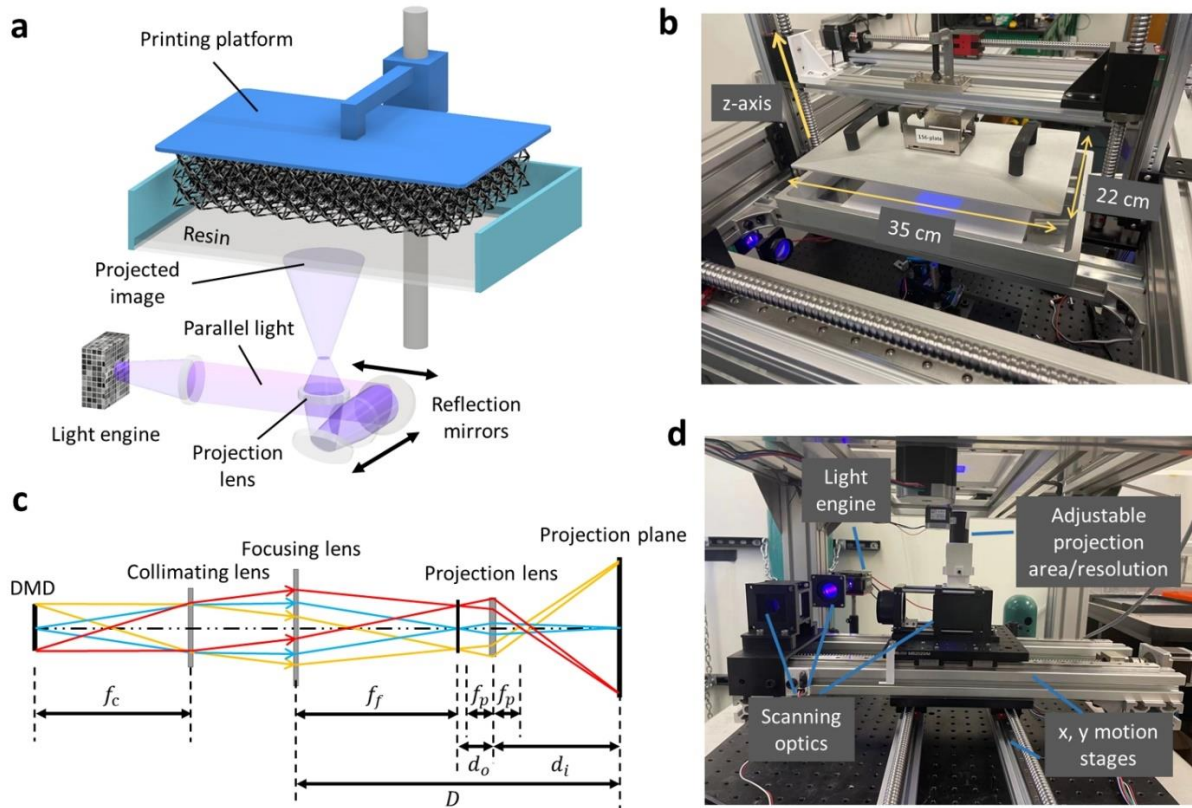 a
Printing platform
Resin
Projected
image
Parallel light
Light engine
Projection
lens
Reflection
mirrors
b
z-axis
156-plate
22 cm
35 cm
c
DMD
Collimating lens
Focusing lens
Projection lens
Projection plane
f_c
f_f
f_p
f_p
d_o
d_i
D
d
Light
engine
Adjustable
projection
area/resolution
Scanning
optics
x, y motion
stages